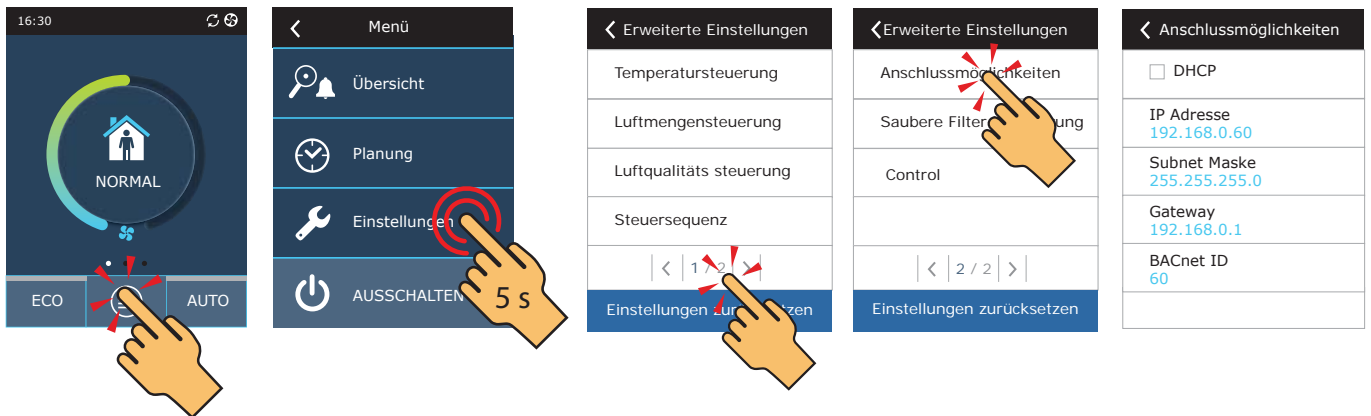 16:30
NORMAL
ECO
AUTO
Menü
Übersicht
Planung
Einstellungen
AUSSCHALTEN
5 s
Erweiterte Einstellungen
Temperatursteuerung
Luftmengensteuerung
Luftqualitäts steuerung
Steuersequenz
1 / 2
Einstellungen
Erweiterte Einstellungen
Anschlussmöglichkeiten
Saubere Filter
Control
2 / 2
Einstellungen zurücksetzen
Anschlussmöglichkeiten
DHCP
IP Adresse
192.168.0.60
Subnet Maske
255.255.255.0
Gateway
192.168.0.1
BACnet ID
60